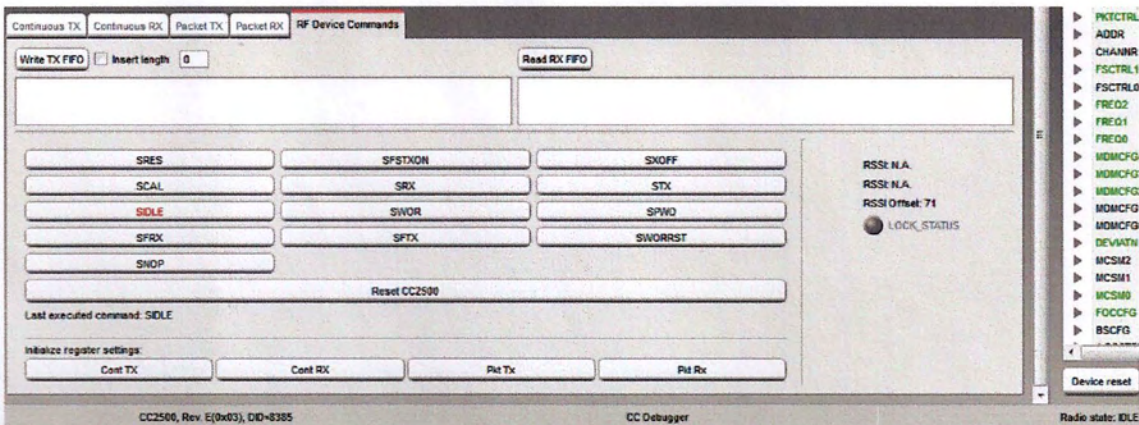 Continuous TX Continuous RX Packet TX Packet RX RF Device Commands
Write TX FIFO Insert length 0 Read RX FIFO
SRES SFSTXON SXOFF
SCAL SRX STX
SIDLE SWOR SPWD
SFRX SFTX SWORRST
SNOP
Reset CC2500
Last executed command: SIDLE
Initialize register settings:
Cont TX Cont RX Pkt Tx Pkt Rx
RSSI: N.A.
RSSI: N.A.
RSSI Offset: 71
LOCK_STATUS
PKTCTRL
ADDR
CHANNR
FSCTRL1
FSCTRL0
FREQ2
FREQ1
FREQ0
MDMCFG
MDMCFG
MDMCFG
MDMCFG
MDMCFG
DEVIATN
MCSM2
MCSM1
MCSM0
FOCCFG
BSCFG
Device reset
CC2500, Rev. E(0x03), DID=8385 CC Debugger Radio state: IDLE